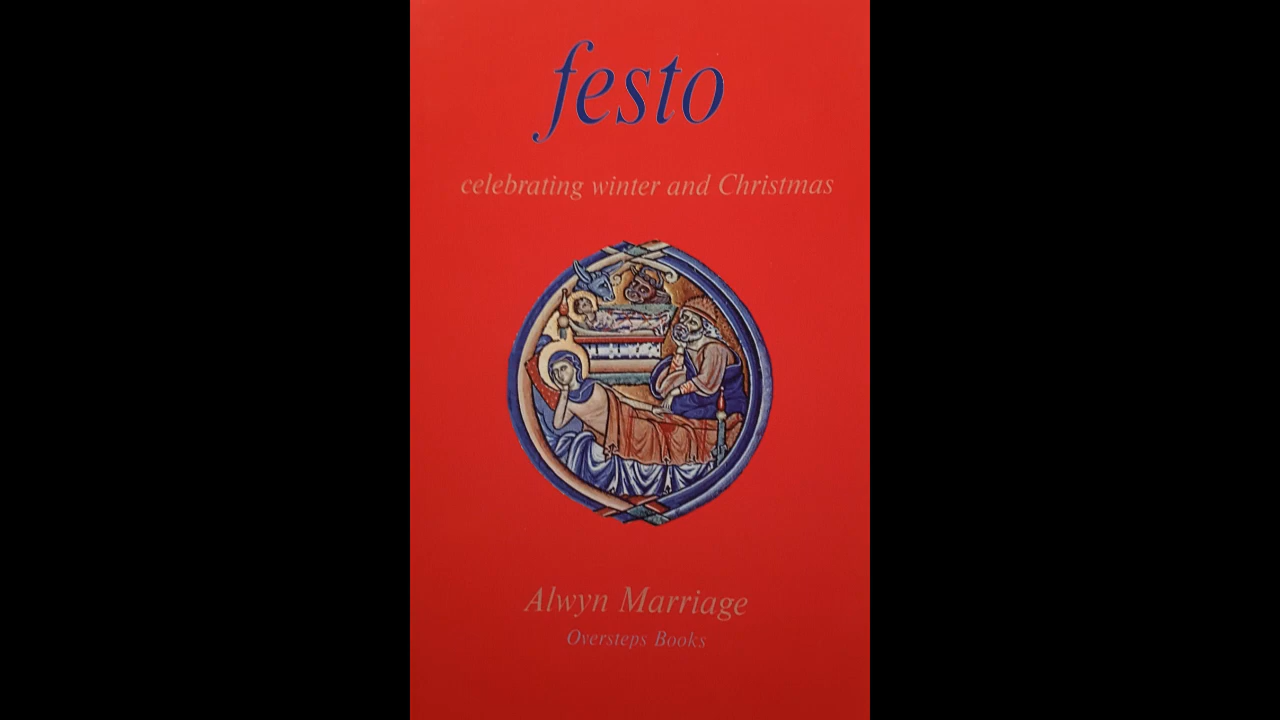 festo
celebrating winter and Christmas
Alwyn Marriage
Oversteps Books